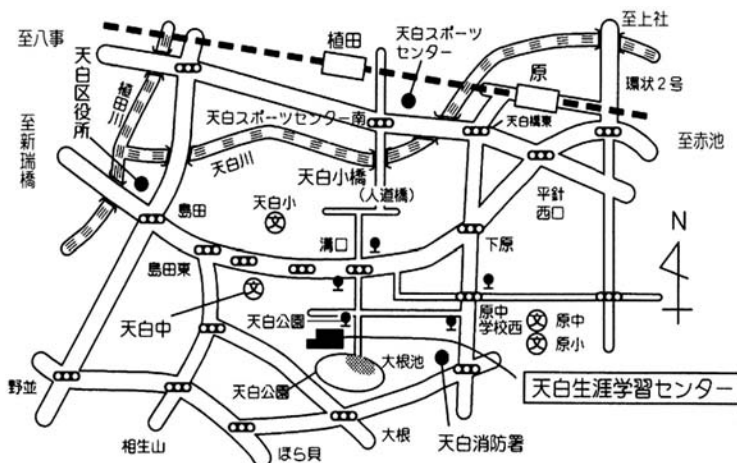 至八事
天白区役所
植田川
至新瑞橋
植田
天白スポーツ
センター
至上社
環状2号
原
天白スポーツセンター南
天白橋東
至赤池
天白川
天白小橋
(人道橋)
平針
西口
天白小
文
島田
溝口
下原
N
島田東
文
天白中
天白公園
原中
学校西
文
原中
文
原小
大根池
天白公園
天白生涯学習センター
野並
相生山
ほら貝
大根
天白消防署